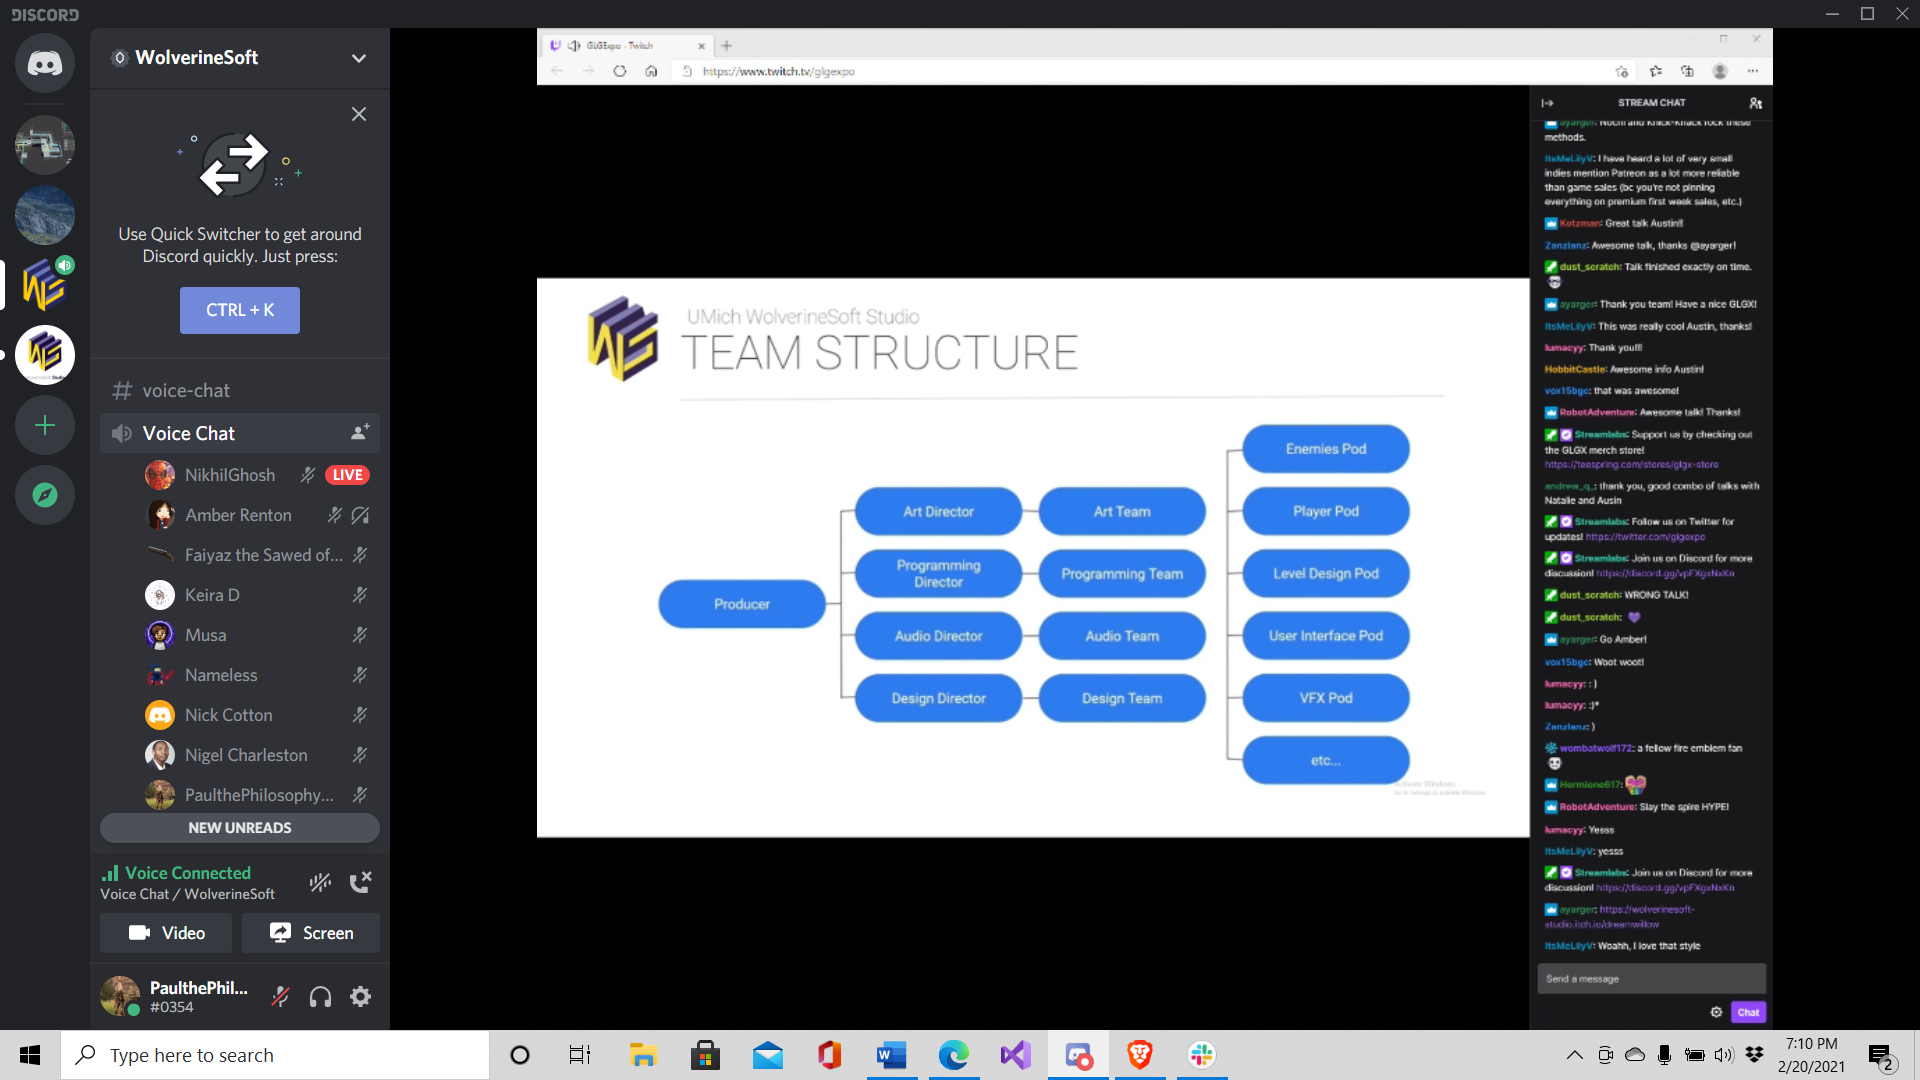 DISCORD
WolverineSoft
Use Quick Switcher to get around
Discord quickly. Just press:
CTRL + K
# voice-chat
Voice Chat
NikhilGhosh
LIVE
Amber Renton
Faiyaz the Sawed of...
Keira D
Musa
Nameless
Nick Cotton
Nigel Charleston
PaulthePhilosophy...
NEW UNREADS
Voice Connected
Voice Chat / WolverineSoft
Video
Screen
PaulthePhil...
#0354
GLGExpo - Twitch
https://www.twitch.tv/glgexpo
UMich WolverineSoft Studio
TEAM STRUCTURE
Producer
Art Director
Programming
Director
Audio Director
Design Director
Art Team
Programming Team
Audio Team
Design Team
Enemies Pod
Player Pod
Level Design Pod
User Interface Pod
VFX Pod
etc...
Activate Windows
Go to Settings to activate Windows.
STREAM CHAT
ayarger: Nochi and Knick-Knack rock these
methods.
ItsMeLilyV: I have heard a lot of very small
indies mention Patreon as a lot more reliable
than game sales (bc you're not pinning
everything on premium first week sales, etc.)
Kotzman: Great talk Austin!!
Zanzlanz: Awesome talk, thanks @ayarger!
dust_scratch: Talk finished exactly on time.
ayarger: Thank you team! Have a nice GLGX!
ItsMeLilyV: This was really cool Austin, thanks!
lumacyy: Thank you!!!
HobbitCastle: Awesome info Austin!
vox15bgc: that was awesome!
RobotAdventure: Awesome talk! Thanks!
Streamlabs: Support us by checking out
the GLGX merch store!
https://teespring.com/stores/glgx-store
andrew_q_: thank you, good combo of talks with
Natalie and Ausin
Streamlabs: Follow us on Twitter for
updates! https://twitter.com/glgexpo
Streamlabs: Join us on Discord for more
discussion! https://discord.gg/vpFXgxNxKn
dust_scratch: WRONG TALK!
dust_scratch:
ayarger: Go Amber!
vox15bgc: Woot woot!
lumacyy: : )
lumacyy: :)*
Zanzlanz: )
wombatwolf172: a fellow fire emblem fan
Hermione617:
RobotAdventure: Slay the spire HYPE!
lumacyy: Yesss
ItsMeLilyV: yesss
Streamlabs: Join us on Discord for more
discussion! https://discord.gg/vpFXgxNxKn
ayarger: https://wolverinesoft-
studio.itch.io/dreamwillow
ItsMeLilyV: Woahh, I love that style
Send a message
Chat
Type here to search
7:10 PM
2/20/2021
2